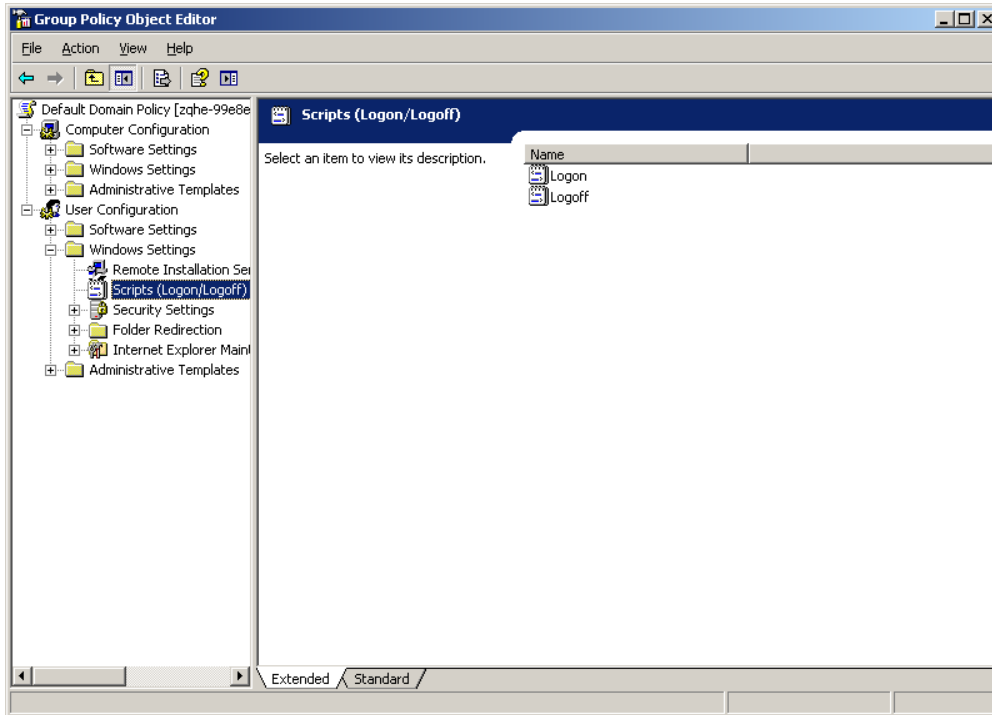 Group Policy Object Editor
File Action View Help
Default Domain Policy [zqhe-99e8e
Computer Configuration
Software Settings
Windows Settings
Administrative Templates
User Configuration
Software Settings
Windows Settings
Remote Installation Ser
Scripts (Logon/Logoff)
Security Settings
Folder Redirection
Internet Explorer Maint
Administrative Templates
Scripts (Logon/Logoff)
Select an item to view its description.
Name
Logon
Logoff
Extended Standard